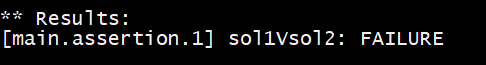 ** Results:
[main.assertion.1] sol1Vsol2: FAILURE